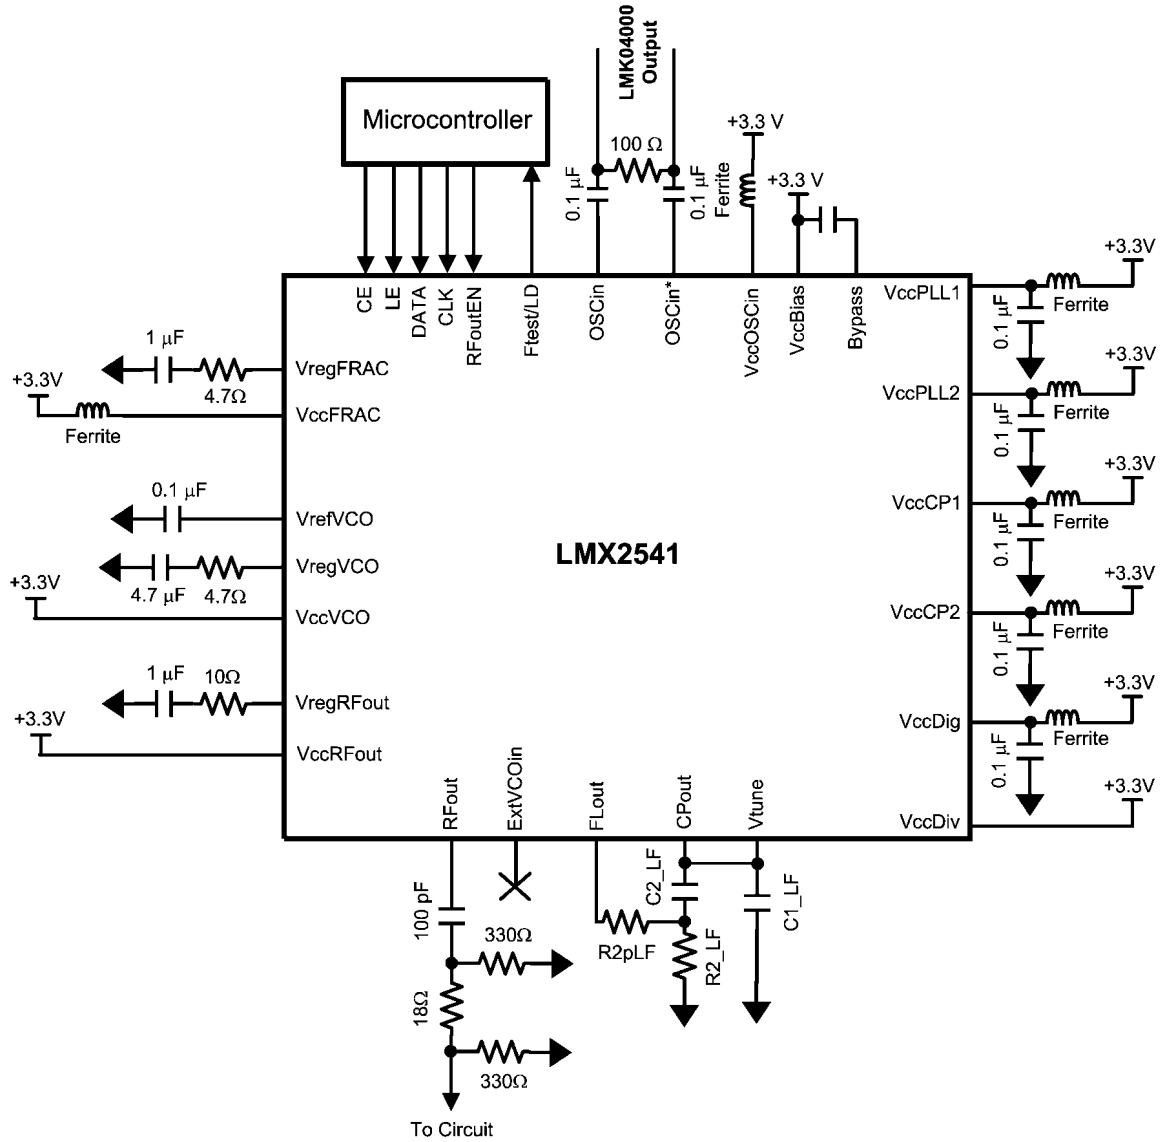 LMK04000
Output
Microcontroller
100 Ω
0.1 µF
0.1 µF
+3.3 V
Ferrite
+3.3 V
CE
LE
DATA
CLK
RFoutEN
Ftest/LD
OSCin
OSCin*
VccOSCin
VccBias
Bypass
1 µF
4.7Ω
VregFRAC
+3.3V
Ferrite
VccFRAC
0.1 µF
VrefVCO
4.7 µF
4.7Ω
VregVCO
+3.3V
VccVCO
1 µF
10Ω
VregRFout
+3.3V
VccRFout
LMX2541
VccPLL1
+3.3V
Ferrite
0.1 µF
VccPLL2
+3.3V
Ferrite
0.1 µF
VccCP1
+3.3V
Ferrite
0.1 µF
VccCP2
+3.3V
Ferrite
0.1 µF
VccDig
+3.3V
Ferrite
0.1 µF
VccDiv
+3.3V
RFout
ExtVCOin
FLout
CPout
Vtune
100 pF
330Ω
18Ω
330Ω
To Circuit
R2pLF
C2_LF
R2_LF
C1_LF